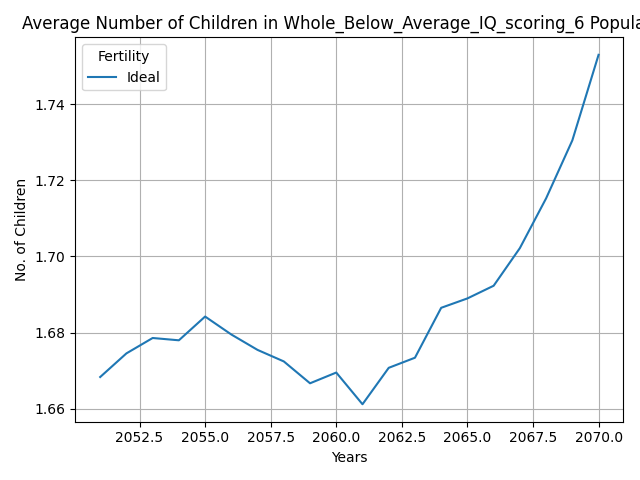 Average Number of Children in Whole_Below_Average_IQ_scoring_6 Popula
Fertility
Ideal
1.74
1.72
1.70
1.68
1.66
No. of Children
2052.5 2055.0 2057.5 2060.0 2062.5 2065.0 2067.5 2070.0
Years